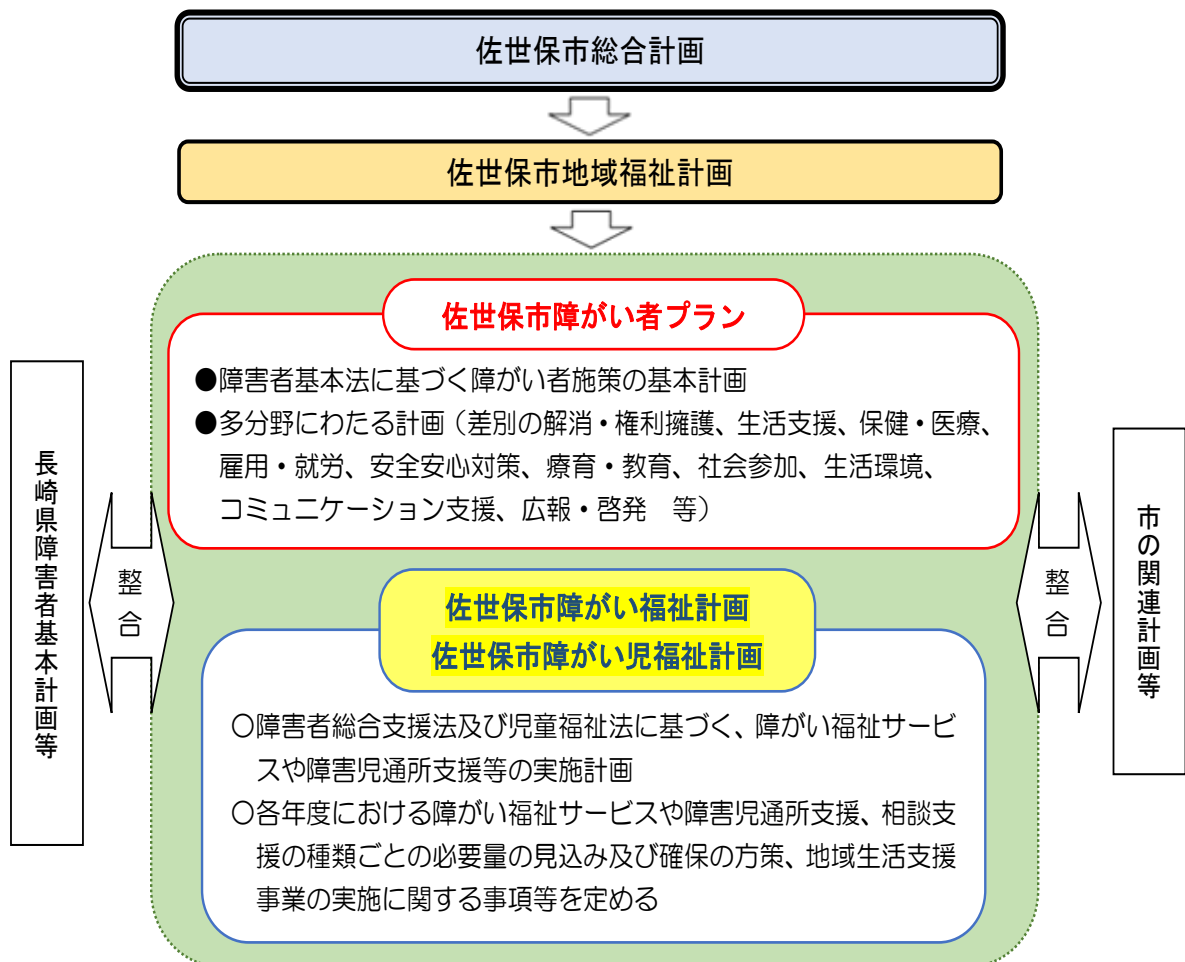 佐世保市総合計画
佐世保市地域福祉計画
佐世保市障がい者プラン
●障害者基本法に基づく障がい者施策の基本計画
●多分野にわたる計画（差別の解消・権利擁護、生活支援、保健・医療、
雇用・就労、安全安心対策、療育・教育、社会参加、生活環境、
コミュニケーション支援、広報・啓発　等）
長崎県障害者基本計画等
整合
整合
市の関連計画等
佐世保市障がい福祉計画
佐世保市障がい児福祉計画
○障害者総合支援法及び児童福祉法に基づく、障がい福祉サービ
スや障害児通所支援等の実施計画
○各年度における障がい福祉サービスや障害児通所支援、相談支
援の種類ごとの必要量の見込み及び確保の方策、地域生活支援
事業の実施に関する事項等を定める